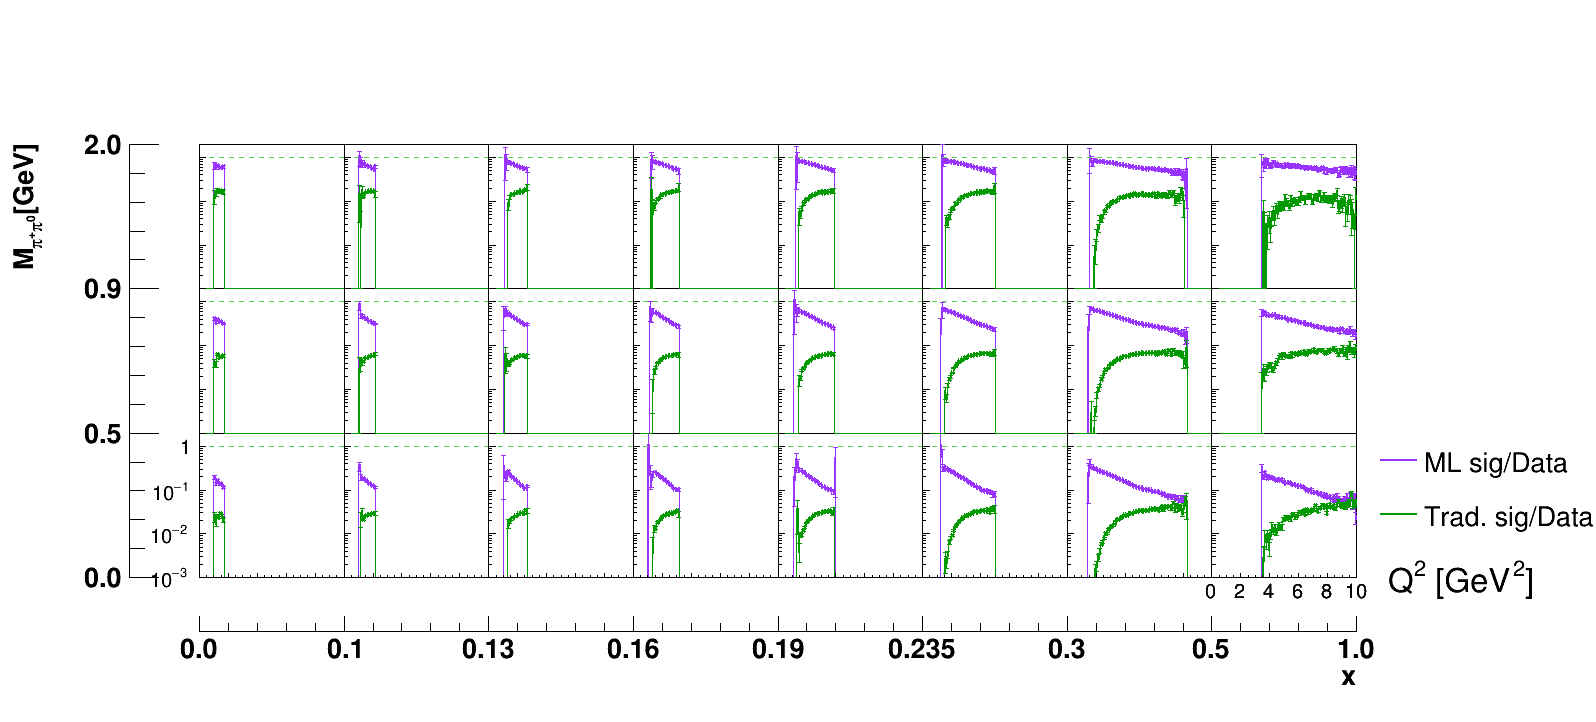 M_{π⁺π⁰}[GeV]
2.0
0.9
0.5
0.0
1
10⁻¹
10⁻²
10⁻³
ML sig/Data
Trad. sig/Data
0 2 4 6 8 10
Q² [GeV²]
0.0 0.1 0.13 0.16 0.19 0.235 0.3 0.5 1.0
x